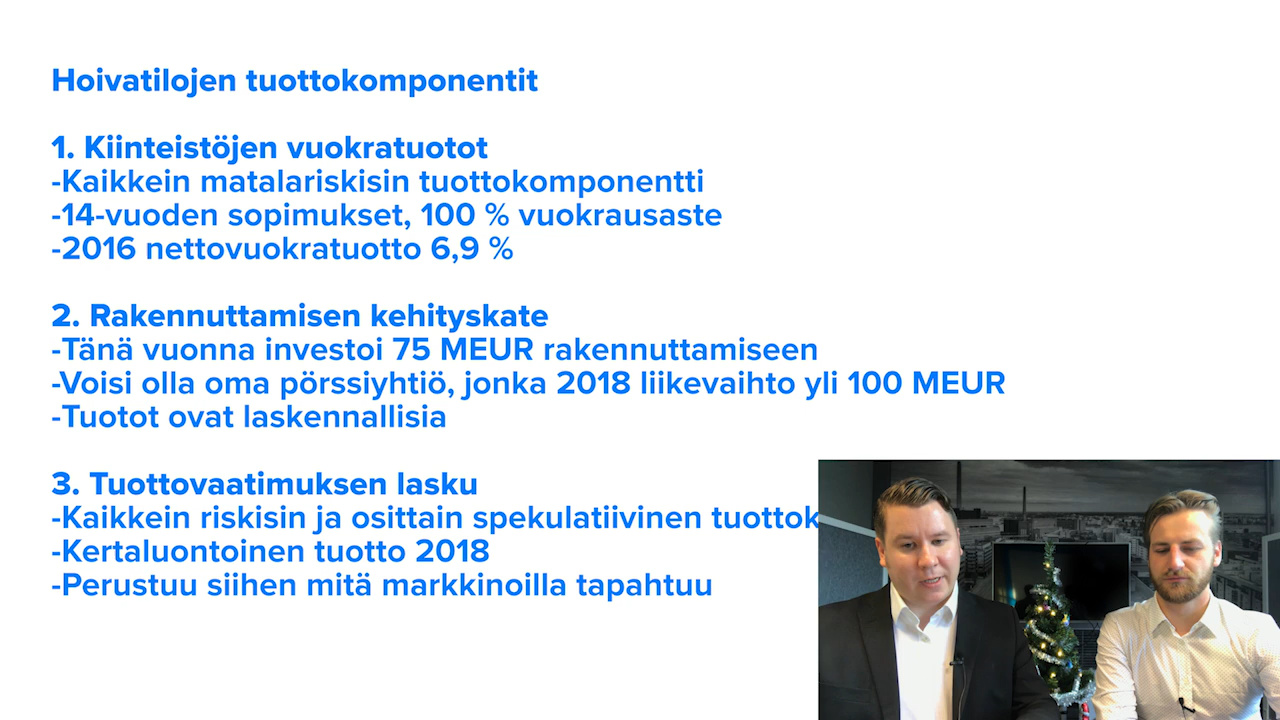 Hoivatilojen tuottokomponentit
1. Kiinteistöjen vuokratuotot
-Kaikkein matalariskisin tuottokomponentti
-14-vuoden sopimukset, 100 % vuokrausaste
-2016 nettovuokratuotto 6,9 %
2. Rakennuttamisen kehityskate
-Tänä vuonna investoi 75 MEUR rakennuttamiseen
-Voisi olla oma pörssiyhtiö, jonka 2018 liikevaihto yli 100 MEUR
-Tuotot ovat laskennallisia
3. Tuottovaatimuksen lasku
-Kaikkein riskisin ja osittain spekulatiivinen tuottok
-Kertaluontoinen tuotto 2018
-Perustuu siihen mitä markkinoilla tapahtuu